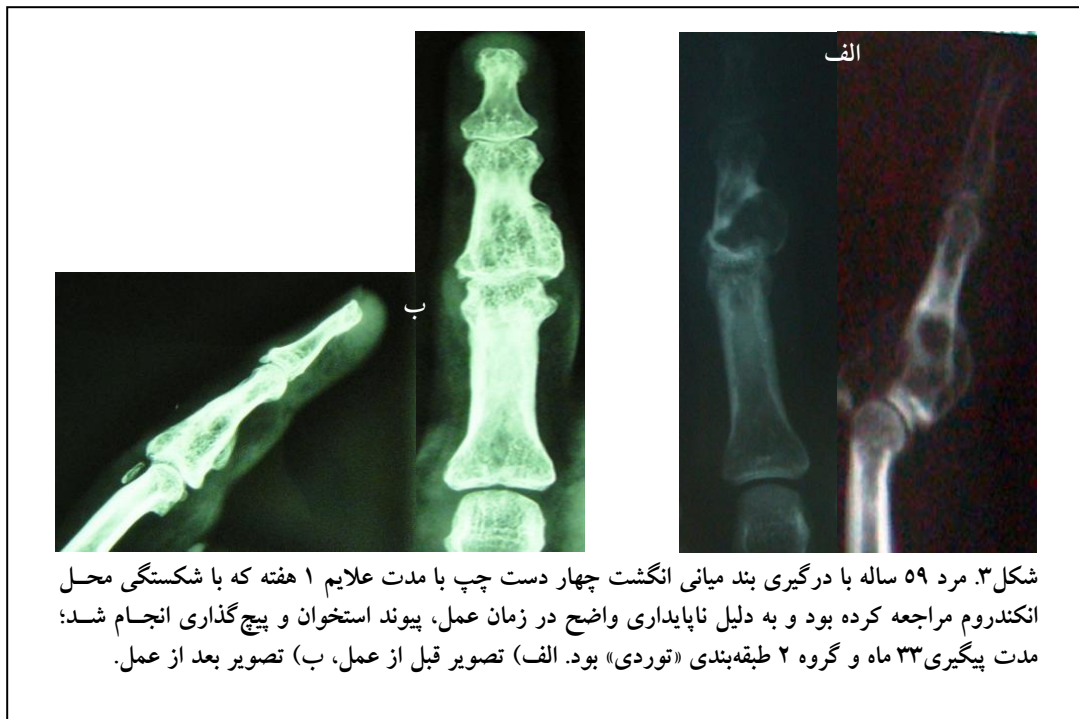 الف
ب
شکل۳. مرد ۵۹ ساله با درگیری بند میانی انگشت چهار دست چپ با مدت علایم ۱ هفته که با شکستگی محل
انکندروم مراجعه کرده بود و به دلیل ناپایداری واضح در زمان عمل، پیوند استخوان و پیچ‌گذاری انجام شد؛
مدت پیگیری۳۳ ماه و گروه ۲ طبقه‌بندی «توردی» بود. الف) تصویر قبل از عمل، ب) تصویر بعد از عمل.